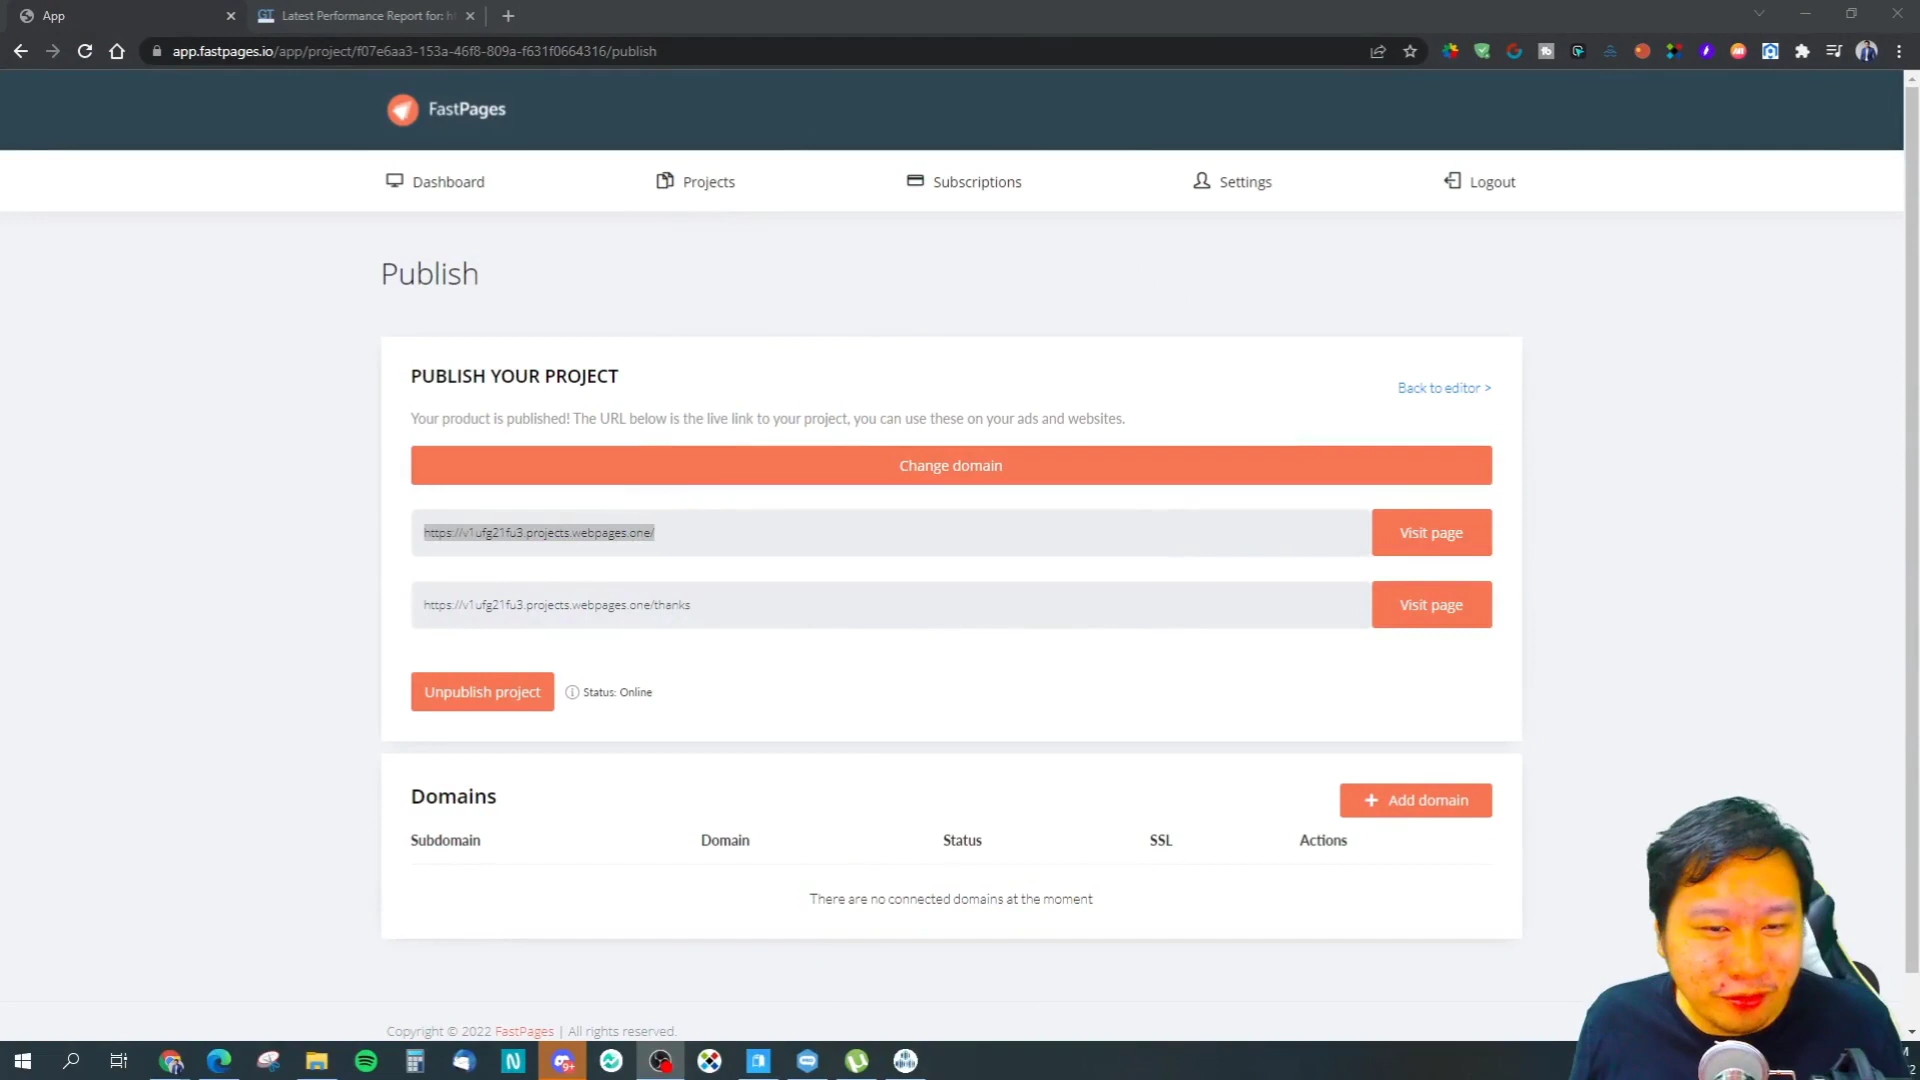 App
GT Latest Performance Report for: h
app.fastpages.io/app/project/f07e6aa3-153a-46f8-809a-f631f0664316/publish
FastPages
Dashboard
Projects
Subscriptions
Settings
Logout
Publish
PUBLISH YOUR PROJECT
Back to editor >
Your product is published! The URL below is the live link to your project, you can use these on your ads and websites.
Change domain
https://v1ufg21fu3.projects.webpages.one/
Visit page
https://v1ufg21fu3.projects.webpages.one/thanks
Visit page
Unpublish project
Status: Online
Domains
+ Add domain
Subdomain Domain Status SSL Actions
There are no connected domains at the moment
Copyright © 2022 FastPages | All rights reserved.